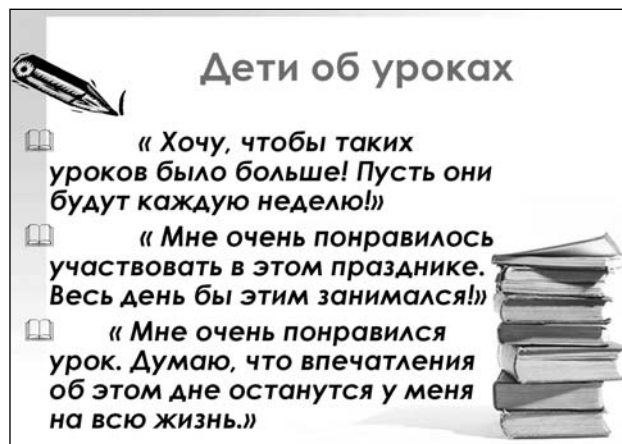 Дети об уроках
« Хочу, чтобы таких
уроков было больше! Пусть они
будут каждую неделю!»
« Мне очень понравилось
участвовать в этом празднике.
Весь день бы этим занимался!»
« Мне очень понравился
урок. Думаю, что впечатления
об этом дне останутся у меня
на всю жизнь.»